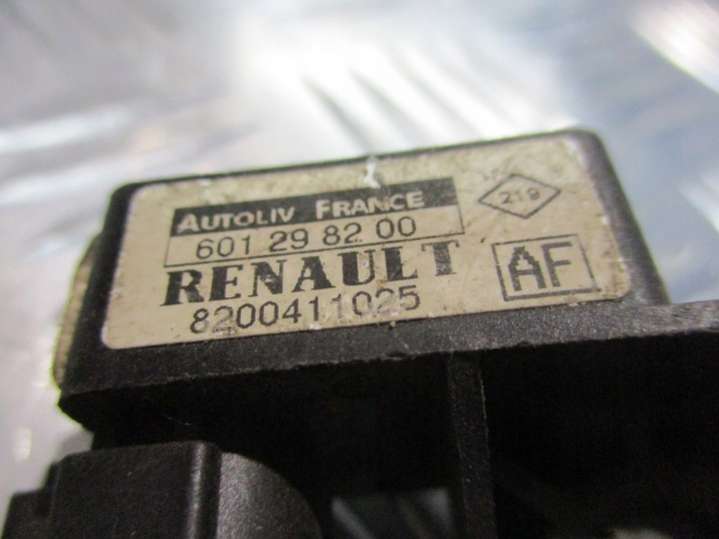 AUTOLIV FRANCE
601 29 82 00
RENAULT
8200411025
219
AF